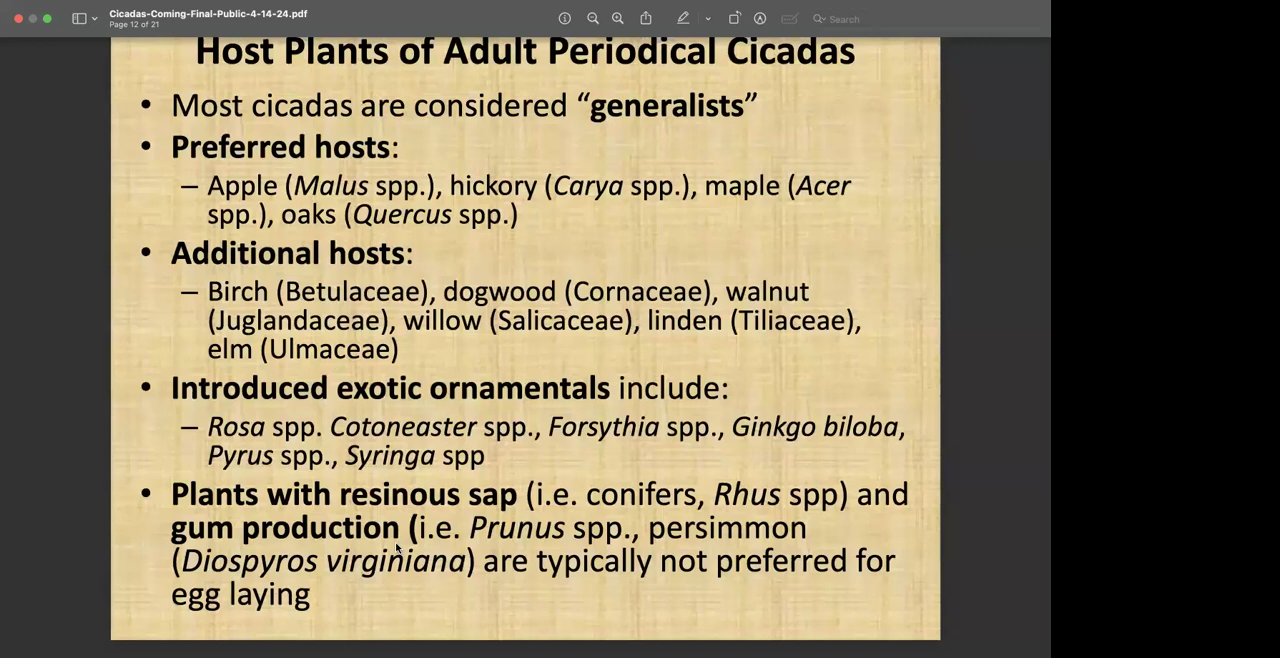 Cicadas-Coming-Final-Public-4-14-24.pdf
Page 12 of 21
Search
Host Plants of Adult Periodical Cicadas
• Most cicadas are considered “generalists”
• Preferred hosts:
– Apple (Malus spp.), hickory (Carya spp.), maple (Acer
spp.), oaks (Quercus spp.)
• Additional hosts:
– Birch (Betulaceae), dogwood (Cornaceae), walnut
(Juglandaceae), willow (Salicaceae), linden (Tiliaceae),
elm (Ulmaceae)
• Introduced exotic ornamentals include:
– Rosa spp. Cotoneaster spp., Forsythia spp., Ginkgo biloba,
Pyrus spp., Syringa spp
• Plants with resinous sap (i.e. conifers, Rhus spp) and
gum production (i.e. Prunus spp., persimmon
(Diospyros virginiana) are typically not preferred for
egg laying